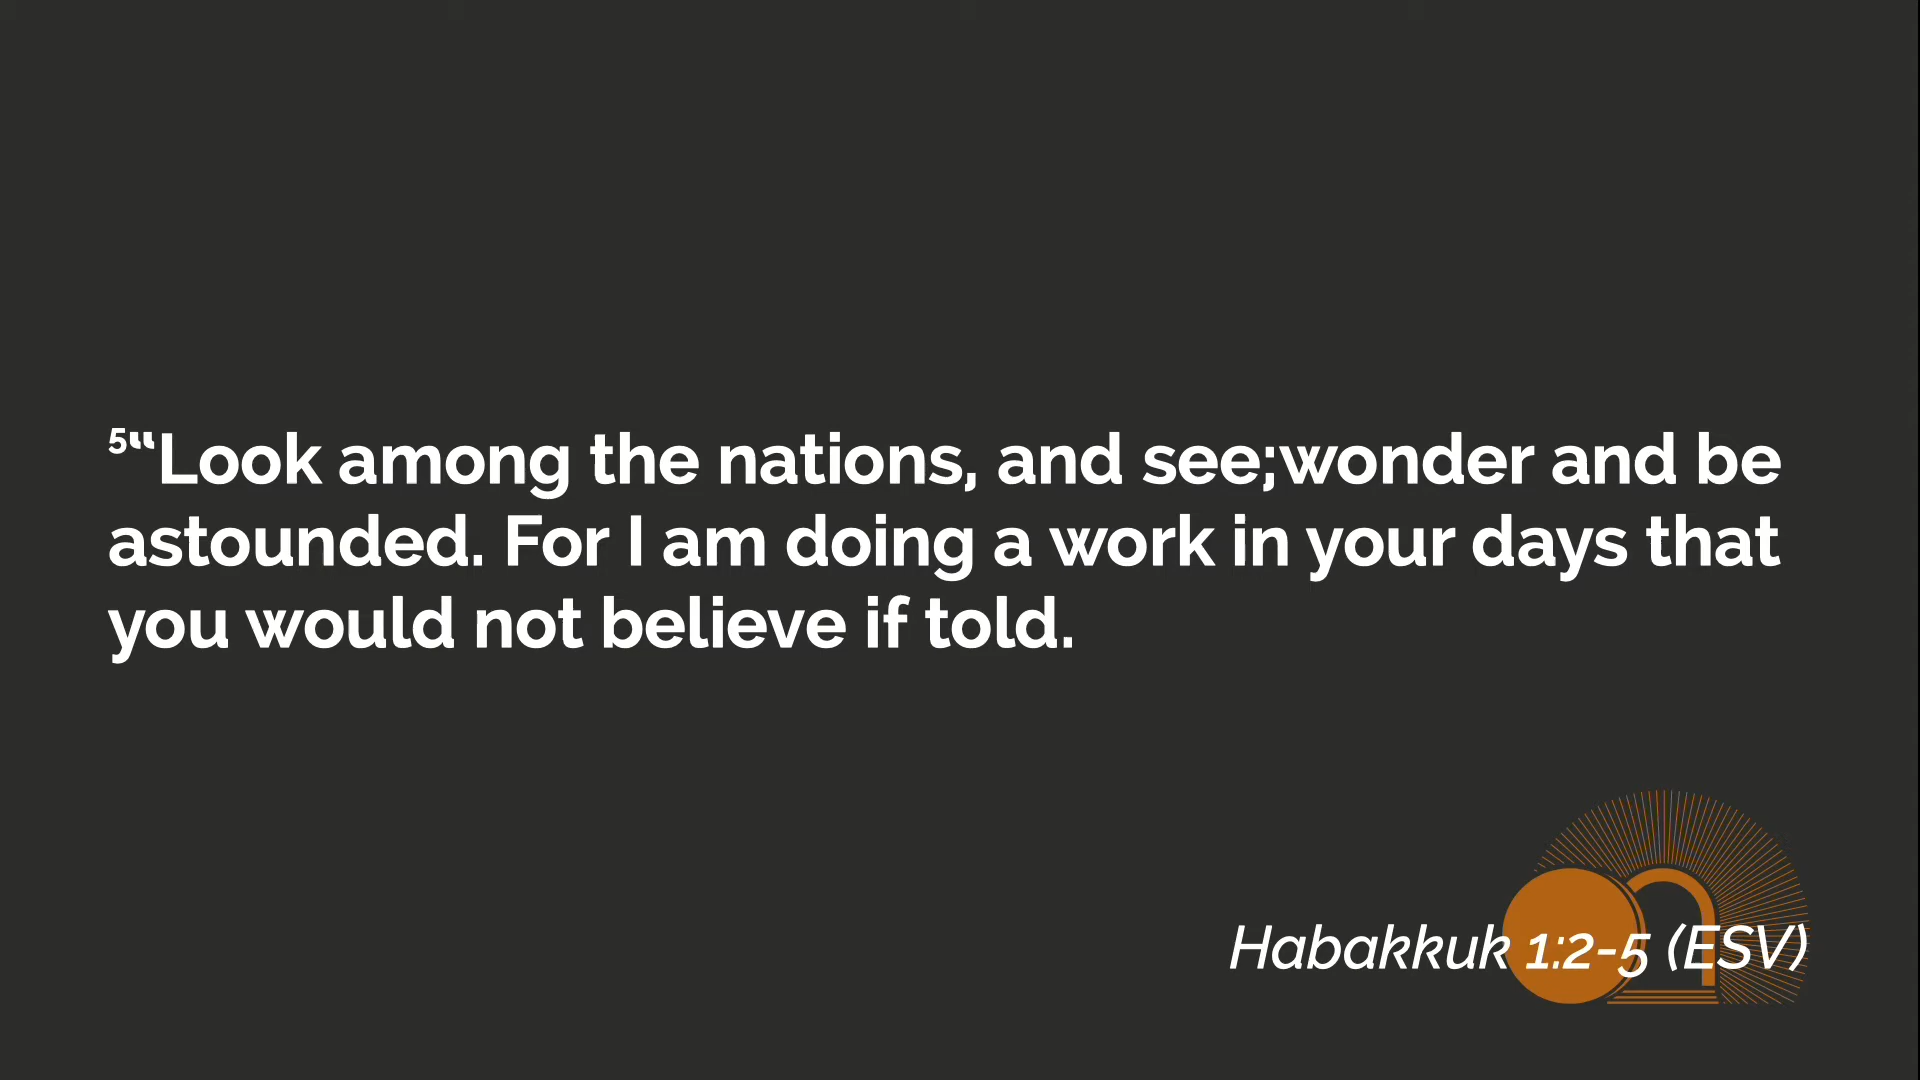 ⁵“Look among the nations, and see;wonder and be
astounded. For I am doing a work in your days that
you would not believe if told.
Habakkuk 1:2-5 (ESV)